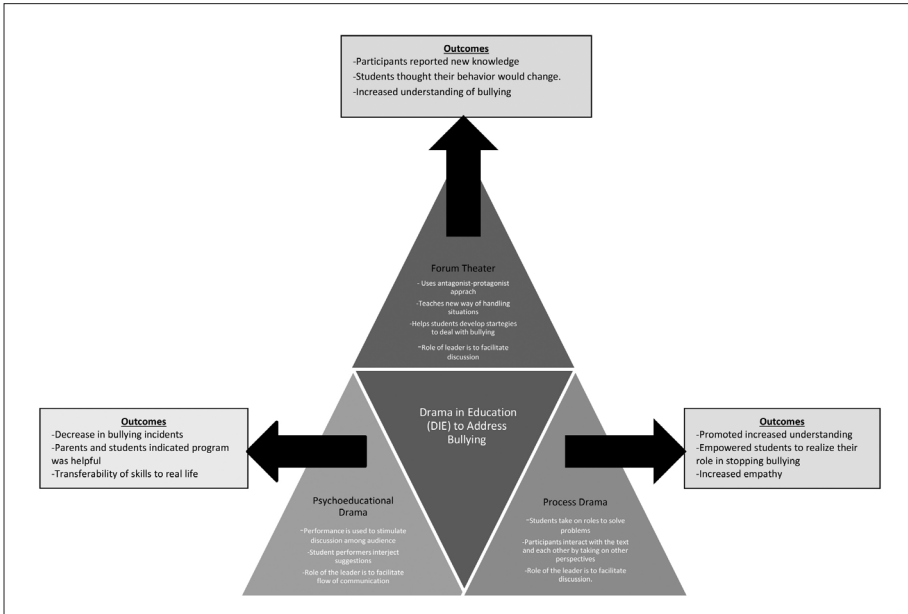 Outcomes
-Participants reported new knowledge
-Students thought their behavior would change.
-Increased understanding of bullying
Forum Theater
- Uses antagonist-protagonist
apprach
-Teaches new way of handling
situations
-Helps students develop startegies
to deal with bullying
-Role of leader is to facilitate
discussion
Drama in Education
(DIE) to Address
Bullying
Outcomes
-Decrease in bullying incidents
-Parents and students indicated program
was helpful
-Transferability of skills to real life
Psychoeducational
Drama
-Performance is used to stimulate
discussion among audience
-Student performers interject
suggestions
-Role of the leader is to facilitate
flow of communication
Outcomes
-Promoted increased understanding
-Empowered students to realize their
role in stopping bullying
-Increased empathy
Process Drama
-Students take on roles to solve
problems
-Participants interact with the text
and each other by taking on other
perspectives
-Role of the leader is to facilitate
discussion.